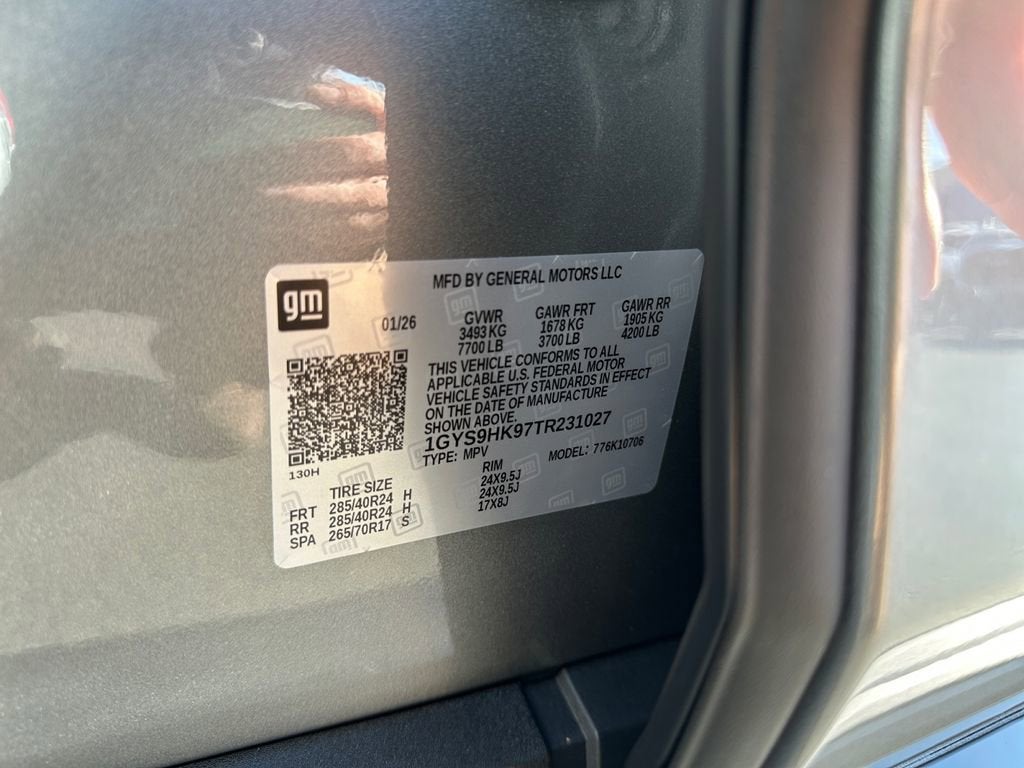 MFD BY GENERAL MOTORS LLC
gm
01/26
GVWR GAWR FRT GAWR RR
3493 KG 1678 KG 1905 KG
7700 LB 3700 LB 4200 LB
THIS VEHICLE CONFORMS TO ALL
APPLICABLE U.S. FEDERAL MOTOR
VEHICLE SAFETY STANDARDS IN EFFECT
ON THE DATE OF MANUFACTURE
SHOWN ABOVE.
1GYS9HK97TR231027
TYPE: MPV MODEL: 776K10706
130H
TIRE SIZE RIM
FRT 285/40R24 H 24X9.5J
RR 285/40R24 H 24X9.5J
SPA 265/70R17 S 17X8J